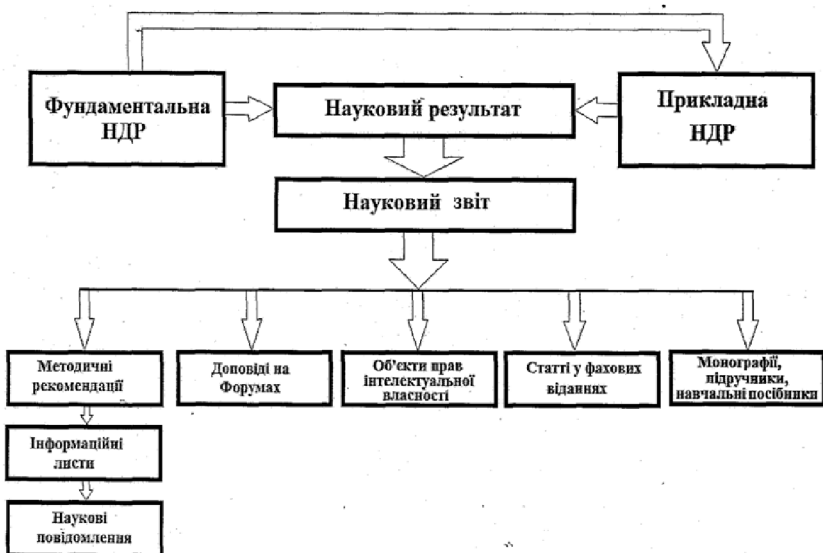 Фундаментальна
НДР
Науковий результат
Прикладна
НДР
Науковий звіт
Методичні
рекомендації
Доповіді на
Форумах
Об'єкти прав
інтелектуальної
власності
Статті у фахових
віданнях
Монографії,
підручники,
навчальні посібники
Інформаційні
листи
Наукові
повідомлення